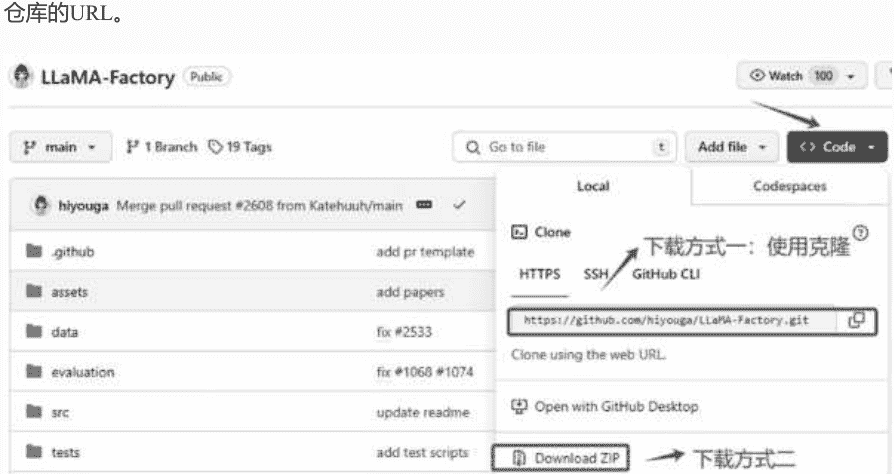 仓库的URL。
LLaMA-Factory Public
Watch 100
main 1 Branch 19 Tags
Go to file t Add file Code
Local Codespaces
hiyouga Merge pull request #2608 from Katehuuh/main
Clone
下载方式一：使用克隆
.github add pr template
HTTPS SSH GitHub CLI
assets add papers
https://github.com/hiyouga/LLaMA-Factory.git
data fix #2533
Clone using the web URL.
evaluation fix #1068 #1074
src update readme
Open with GitHub Desktop
tests add test scripts
Download ZIP 下载方式二